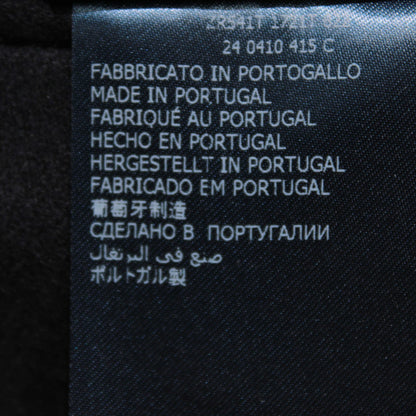 24 0410 415 C
FABBRICATO IN PORTOGALLO
MADE IN PORTUGAL
FABRIQUÉ AU PORTUGAL
HECHO EN PORTUGAL
HERGESTELLT IN PORTUGAL
FABRICADO EM PORTUGAL
葡萄牙制造
СДЕЛАНО В ПОРТУГАЛИИ
صنع في البرتغال
ポルトガル製